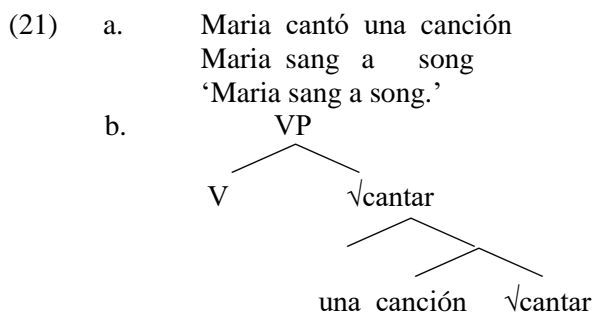 (21) a. Maria cantó una canción
Maria sang a song
‘Maria sang a song.’
b. VP
V √cantar
una canción √cantar